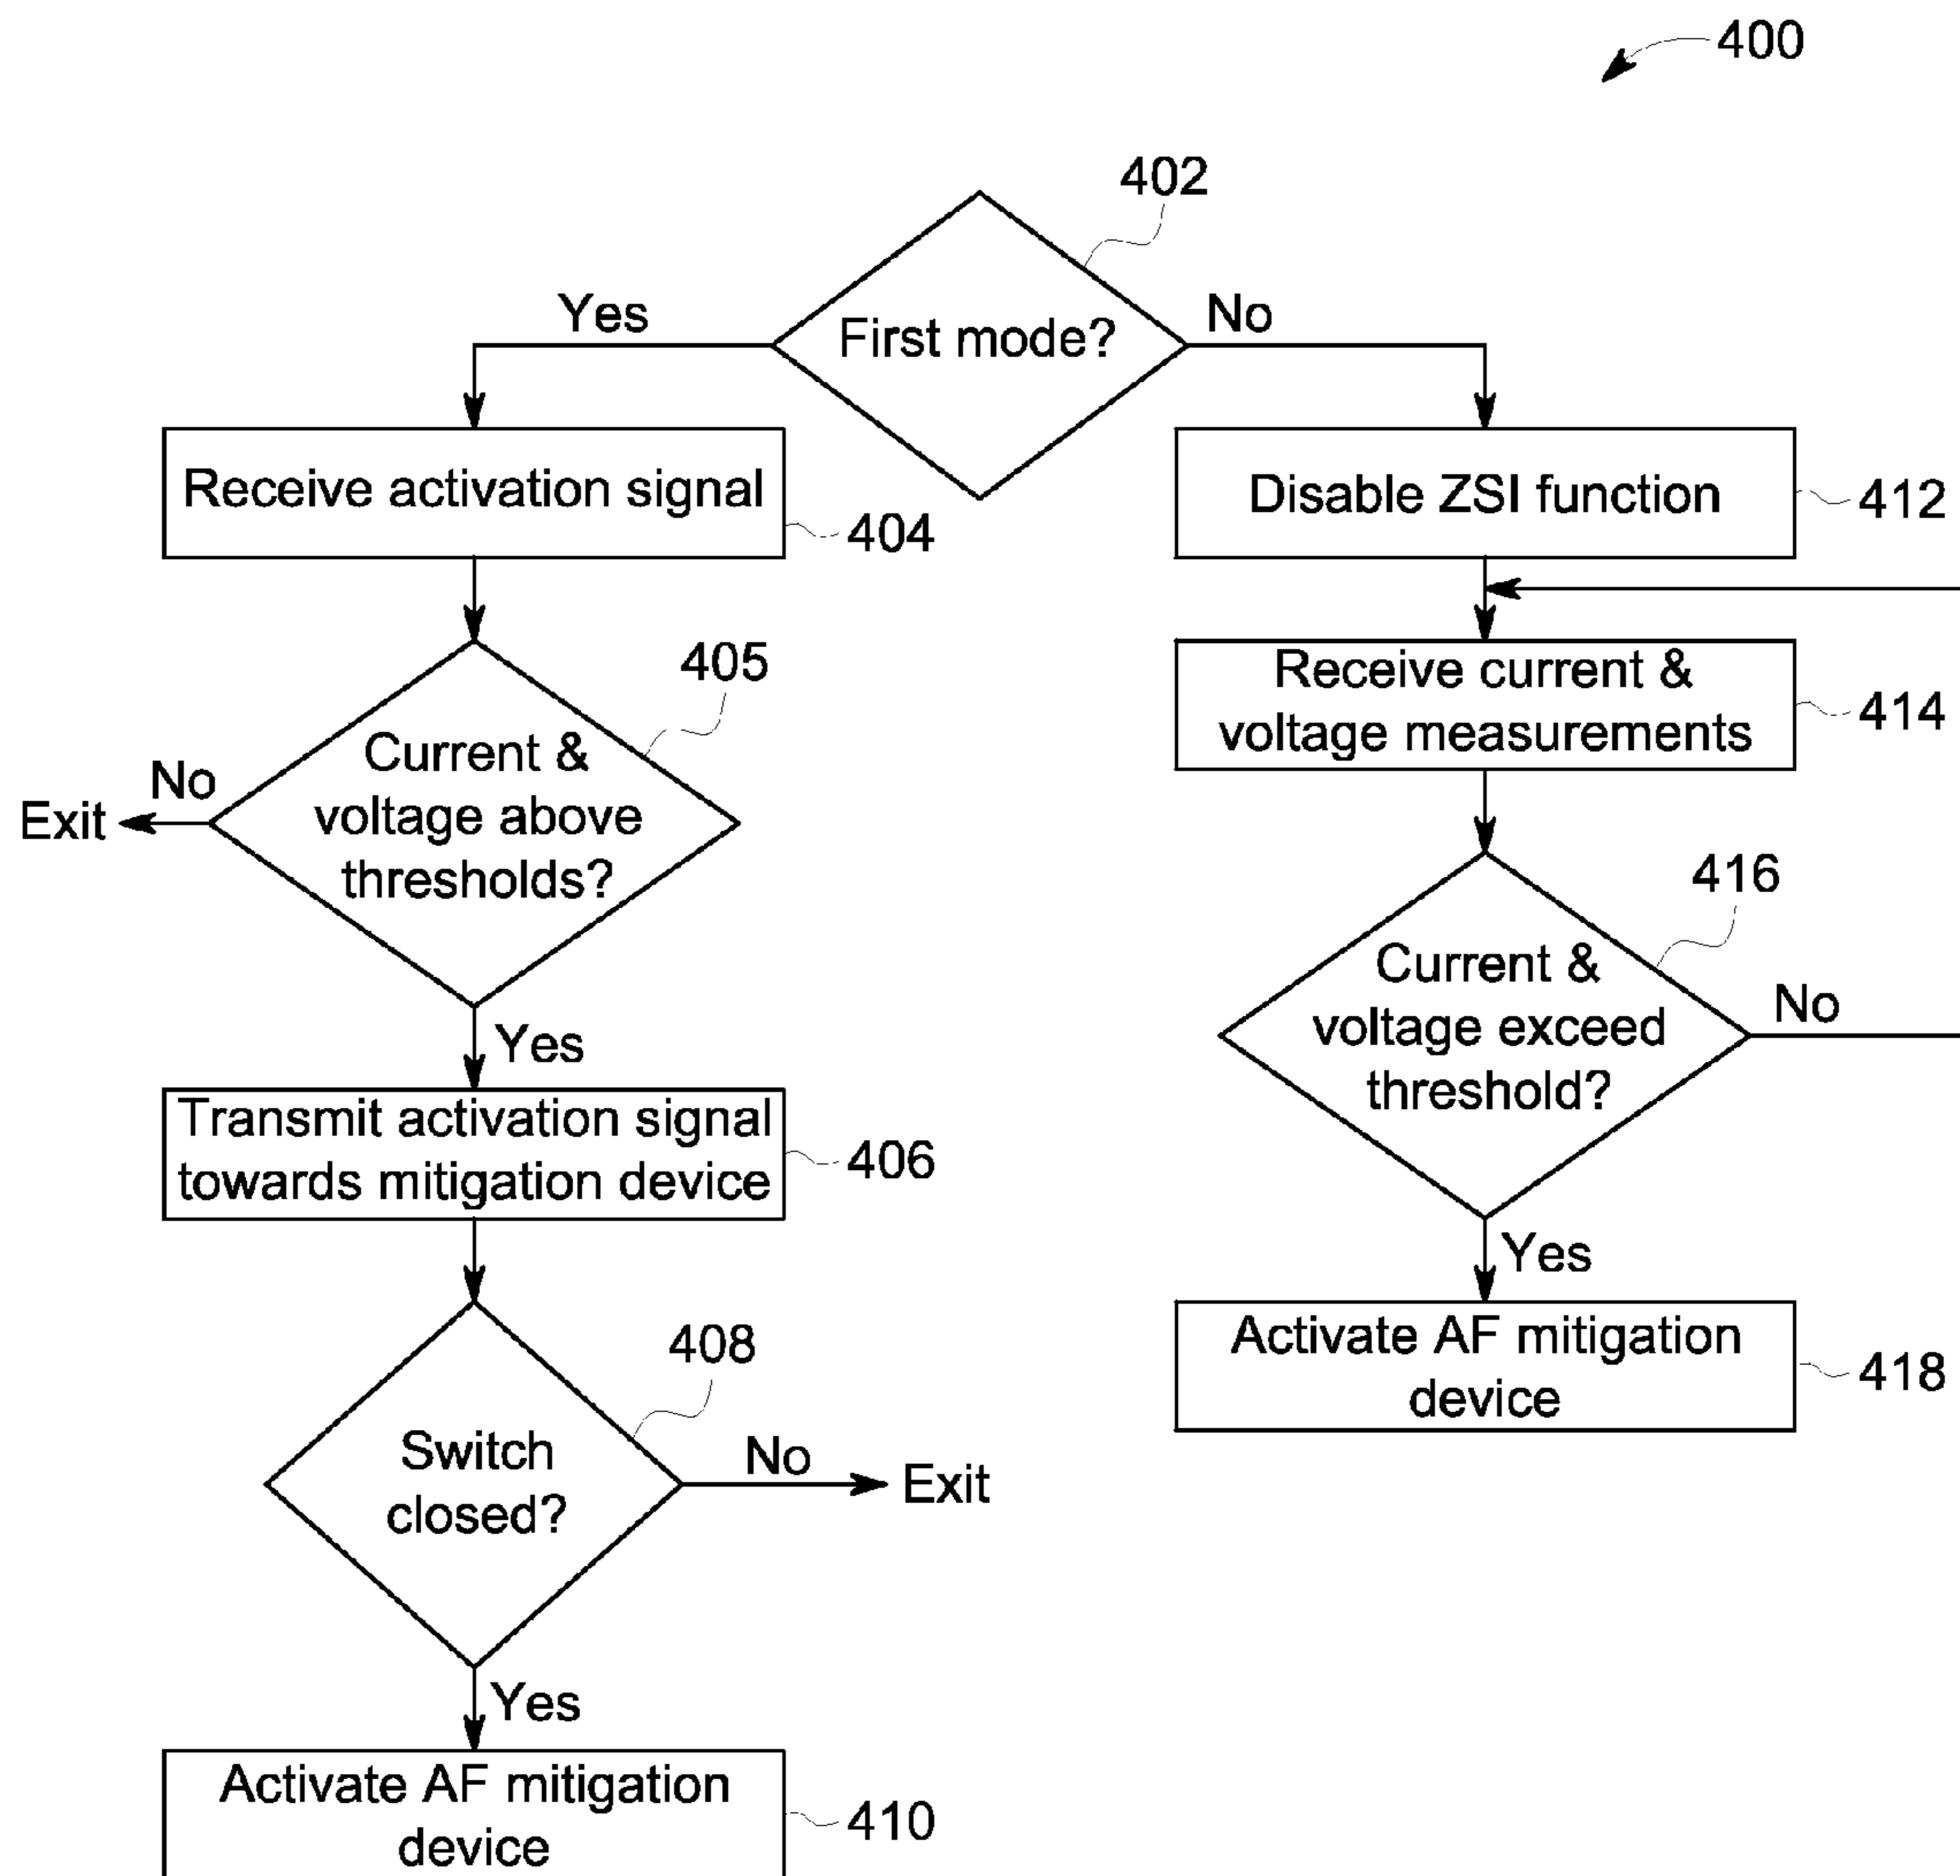 400
402
Yes
First mode?
No
Receive activation signal
404
Disable ZSI function
412
405
Current &
voltage above
thresholds?
No
Exit
Receive current &
voltage measurements
414
Yes
416
Current &
voltage exceed
threshold?
No
Transmit activation signal
towards mitigation device
406
Yes
408
Switch
closed?
No
Exit
Activate AF mitigation
device
418
Yes
Activate AF mitigation
device
410